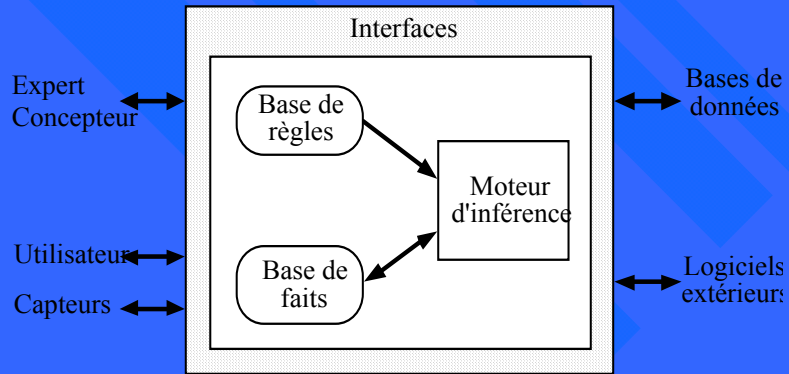 Interfaces
Expert
Concepteur
Bases de
données
Base de
règles
Moteur
d'inférence
Utilisateur
Base de
faits
Logiciels
extérieurs
Capteurs